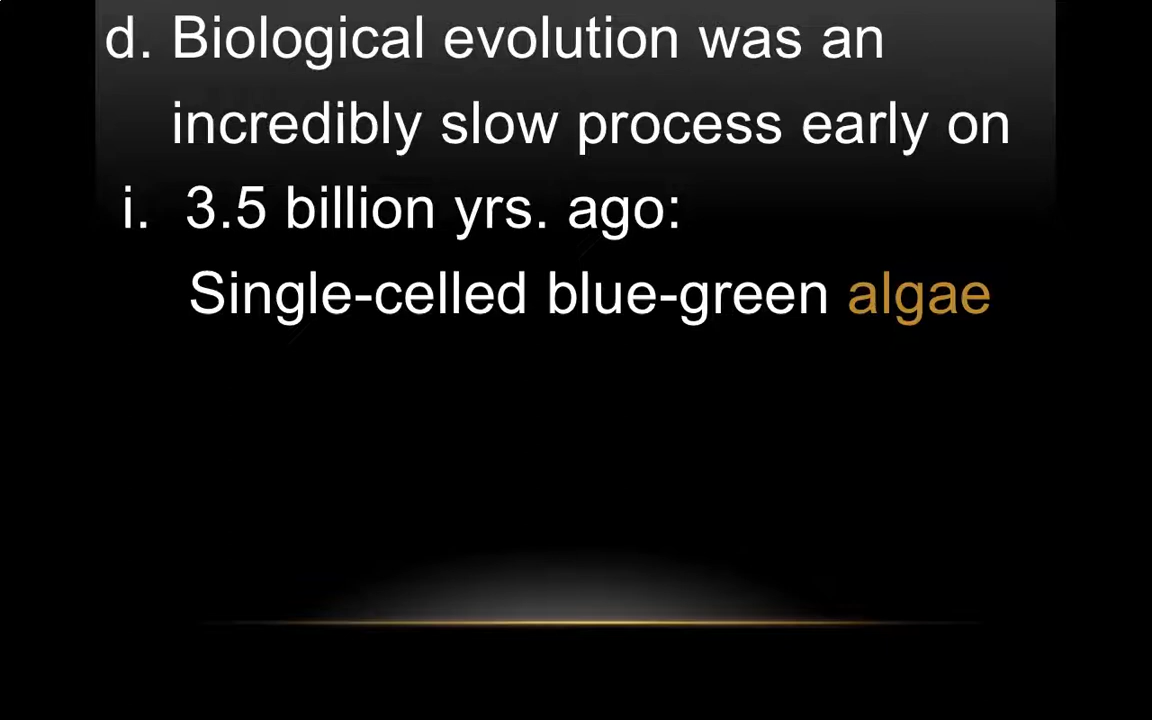 d. Biological evolution was an
incredibly slow process early on
i. 3.5 billion yrs. ago:
Single-celled blue-green algae